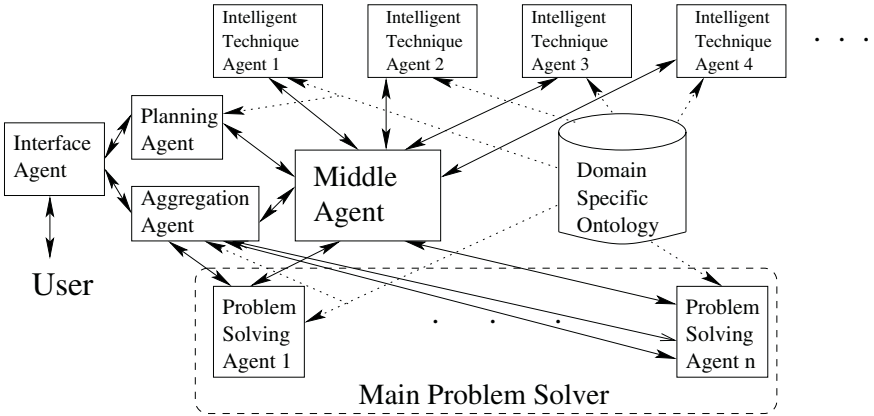 Intelligent
Technique
Agent 1
Intelligent
Technique
Agent 2
Intelligent
Technique
Agent 3
Intelligent
Technique
Agent 4
. . .
Planning
Agent
Interface
Agent
Middle
Agent
Domain
Specific
Ontology
Aggregation
Agent
User
Problem
Solving
Agent 1
. . .
Problem
Solving
Agent n
Main Problem Solver